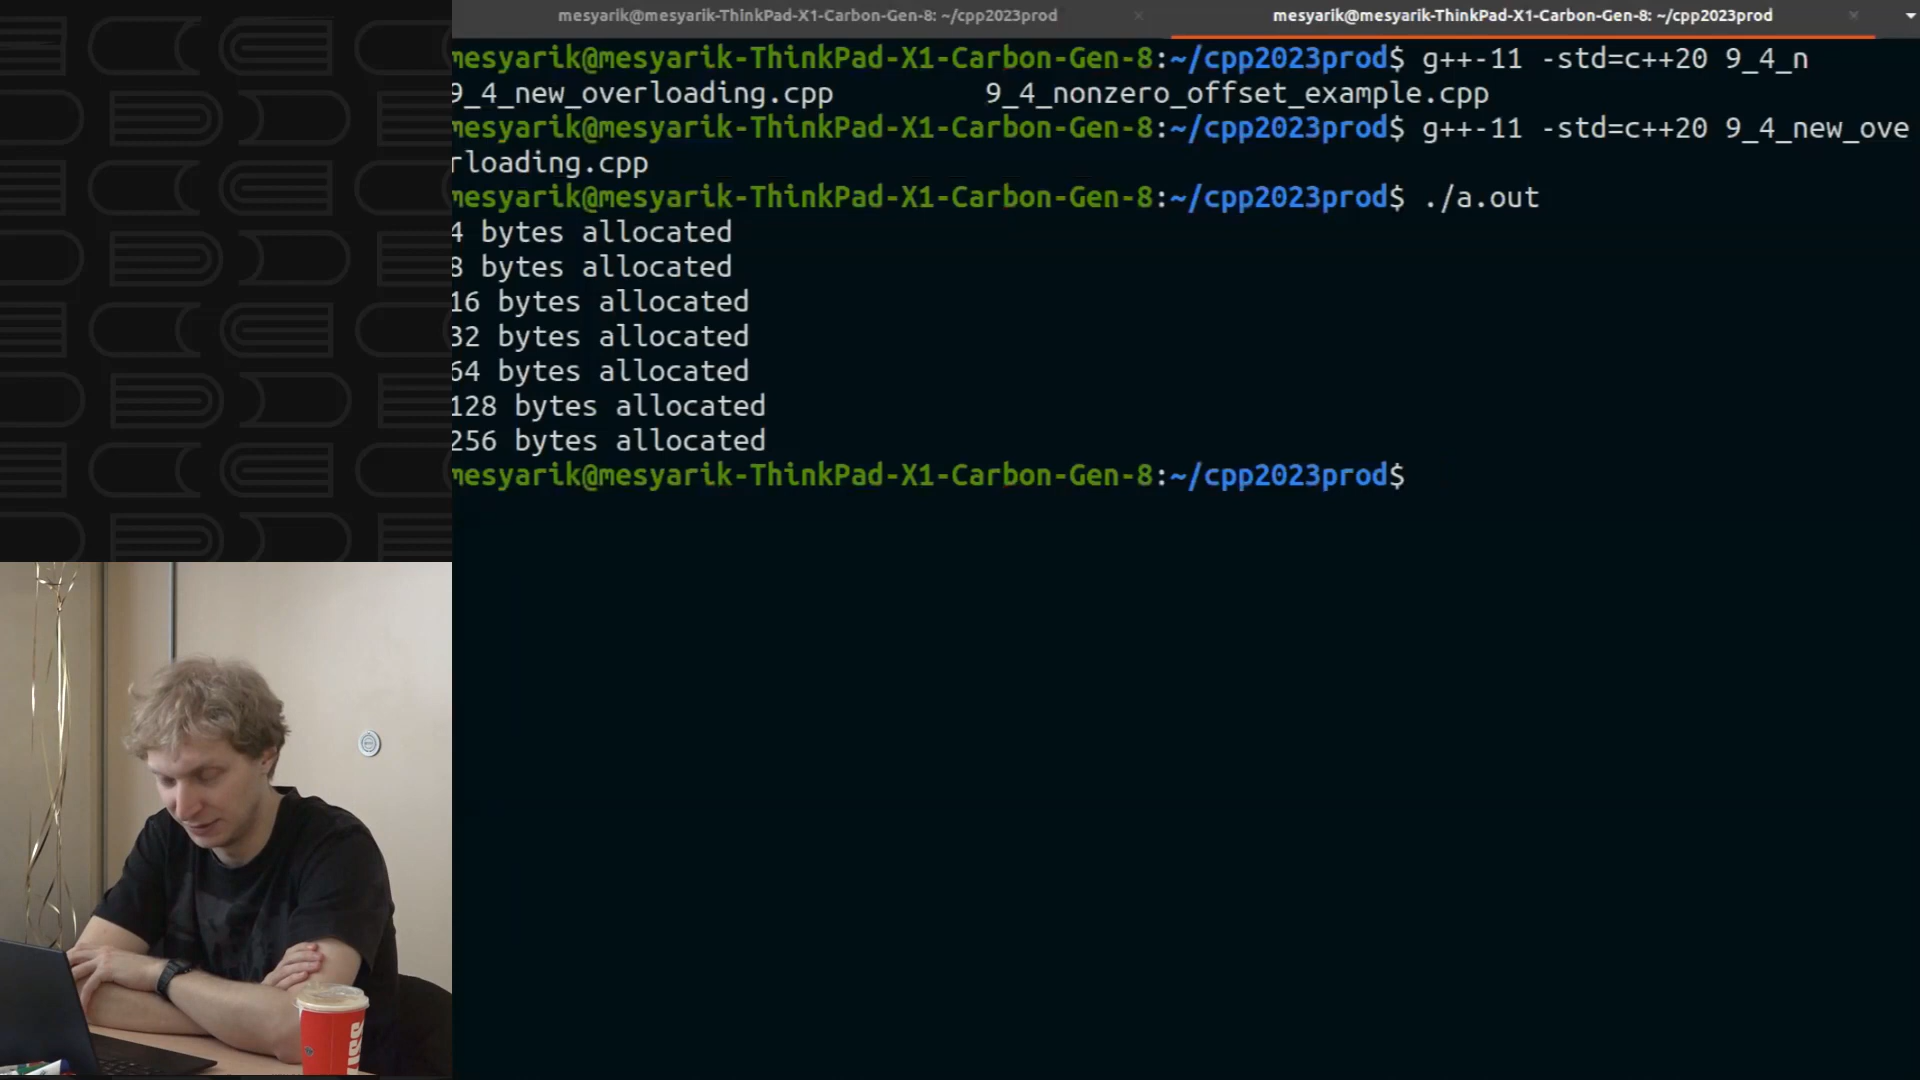 mesyarik@mesyarik-ThinkPad-X1-Carbon-Gen-8: ~/cpp2023prod × mesyarik@mesyarik-ThinkPad-X1-Carbon-Gen-8: ~/cpp2023prod ×
mesyarik@mesyarik-ThinkPad-X1-Carbon-Gen-8:~/cpp2023prod$ g++-11 -std=c++20 9_4_n
9_4_new_overloading.cpp 9_4_nonzero_offset_example.cpp
mesyarik@mesyarik-ThinkPad-X1-Carbon-Gen-8:~/cpp2023prod$ g++-11 -std=c++20 9_4_new_ove
rloading.cpp
mesyarik@mesyarik-ThinkPad-X1-Carbon-Gen-8:~/cpp2023prod$ ./a.out
4 bytes allocated
8 bytes allocated
16 bytes allocated
32 bytes allocated
64 bytes allocated
128 bytes allocated
256 bytes allocated
mesyarik@mesyarik-ThinkPad-X1-Carbon-Gen-8:~/cpp2023prod$